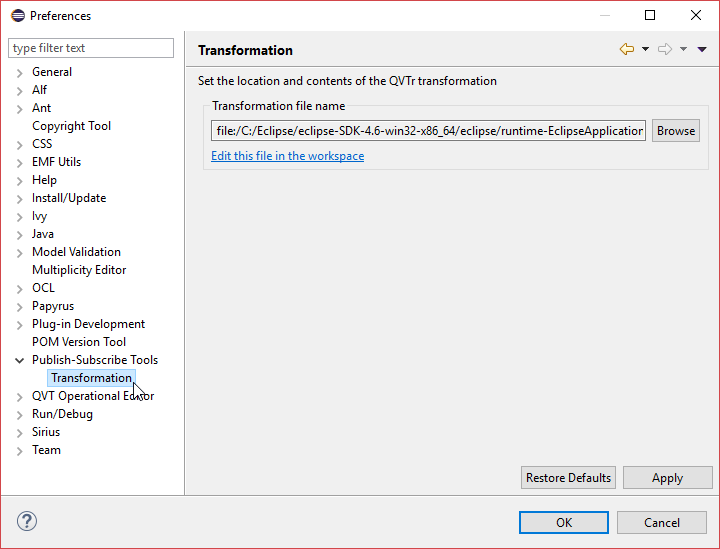 Preferences
type filter text
General
Alf
Ant
Copyright Tool
CSS
EMF Utils
Help
Install/Update
Ivy
Java
Model Validation
Multiplicity Editor
OCL
Papyrus
Plug-in Development
POM Version Tool
Publish-Subscribe Tools
Transformation
QVT Operational Editor
Run/Debug
Sirius
Team
Transformation
Set the location and contents of the QVTr transformation
Transformation file name
file:/C:/Eclipse/eclipse-SDK-4.6-win32-x86_64/eclipse/runtime-EclipseApplication
Browse
Edit this file in the workspace
Restore Defaults
Apply
?
OK
Cancel